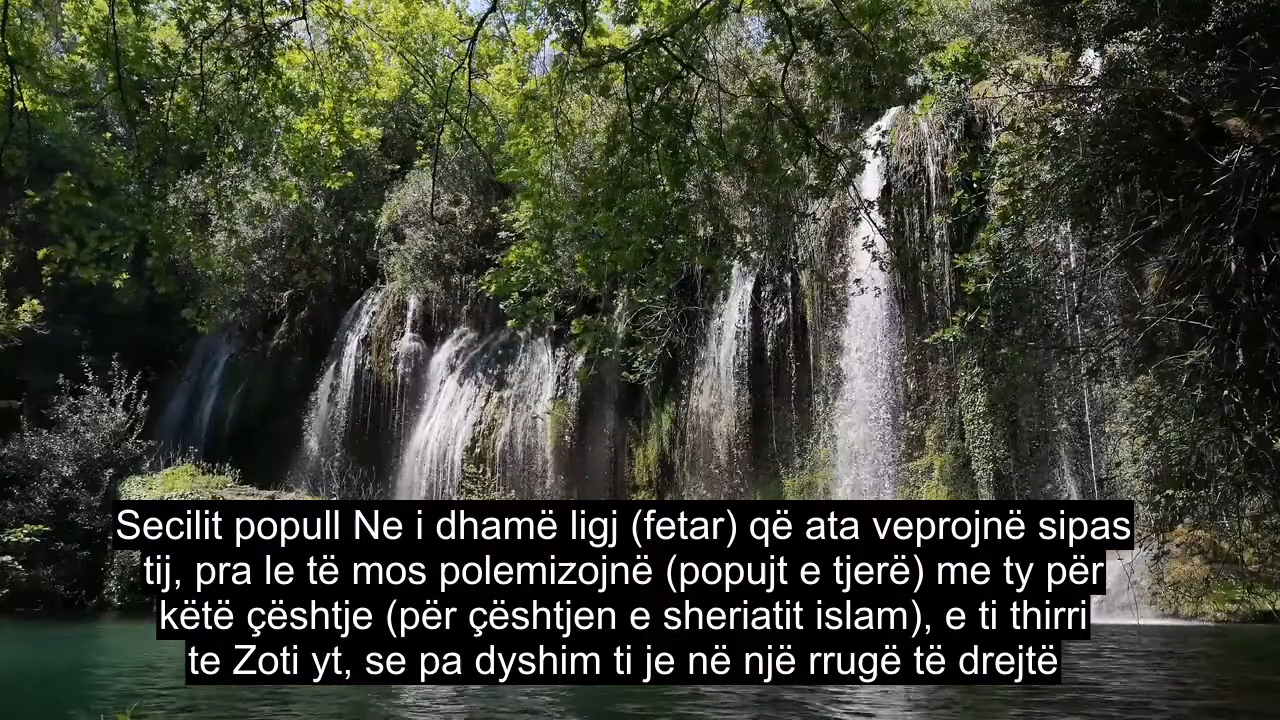 Secilit popull Ne i dhamë ligj (fetar) që ata veprojnë sipas
tij, pra le të mos polemizojnë (popujt e tjerë) me ty për
këtë çështje (për çështjen e sheriatit islam), e ti thirri
te Zoti yt, se pa dyshim ti je në një rrugë të drejtë